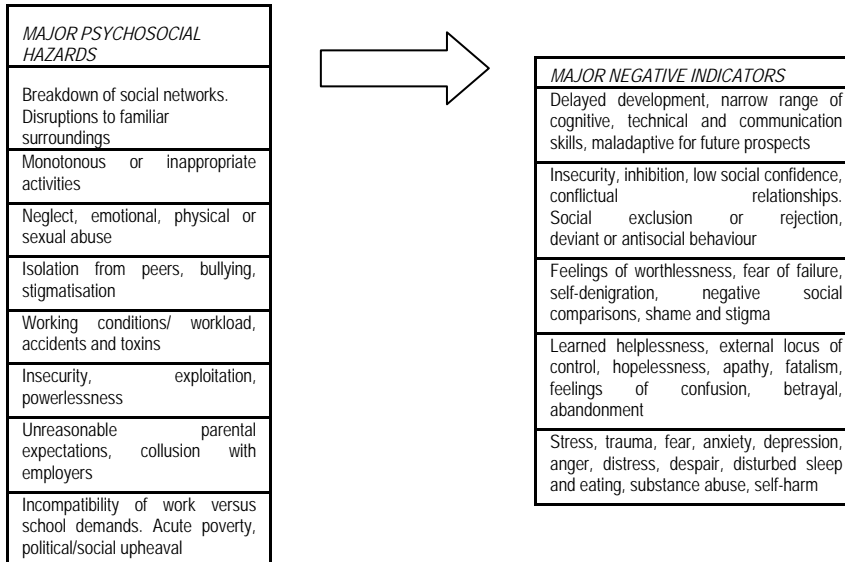 MAJOR PSYCHOSOCIAL
HAZARDS
Breakdown of social networks.
Disruptions to familiar
surroundings
Monotonous or inappropriate
activities
Neglect, emotional, physical or
sexual abuse
Isolation from peers, bullying,
stigmatisation
Working conditions/ workload,
accidents and toxins
Insecurity, exploitation,
powerlessness
Unreasonable parental
expectations, collusion with
employers
Incompatibility of work versus
school demands. Acute poverty,
political/social upheaval
MAJOR NEGATIVE INDICATORS
Delayed development, narrow range of
cognitive, technical and communication
skills, maladaptive for future prospects
Insecurity, inhibition, low social confidence,
conflictual relationships.
Social exclusion or rejection,
deviant or antisocial behaviour
Feelings of worthlessness, fear of failure,
self-denigration, negative social
comparisons, shame and stigma
Learned helplessness, external locus of
control, hopelessness, apathy, fatalism,
feelings of confusion, betrayal,
abandonment
Stress, trauma, fear, anxiety, depression,
anger, distress, despair, disturbed sleep
and eating, substance abuse, self-harm